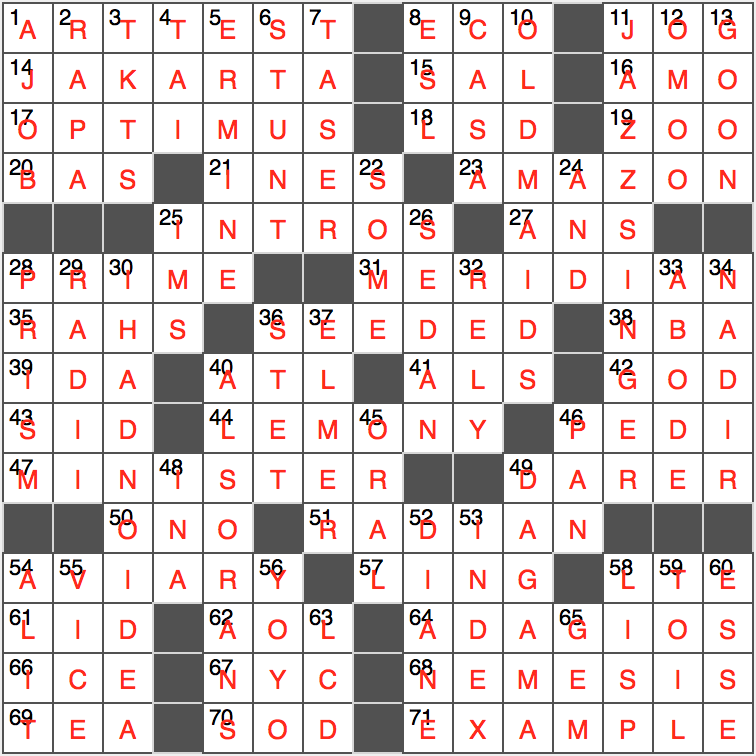 1 2 3 4 5 6 7 8 9 10 11 12 13
A R T T E S T E C O J O G
14 15 16
J A K A R T A S A L A M O
17 18 19
O P T I M U S L S D Z O O
20 21 22 23 24
B A S I N E S A M A Z O N
25 26 27
I N T R O S A N S
28 29 30 31 32 33 34
P R I M E M E R I D I A N
35 36 37 38
R A H S S E E D E D N B A
39 40 41 42
I D A A T L A L S G O D
43 44 45 46
S I D L E M O N Y P E D I
47 48 49
M I N I S T E R D A R E R
50 51 52 53
O N O R A D I A N
54 55 56 57 58 59 60
A V I A R Y L I N G L T E
61 62 63 64 65
L I D A O L A D A G I O S
66 67 68
I C E N Y C N E M E S I S
69 70 71
T E A S O D E X A M P L E